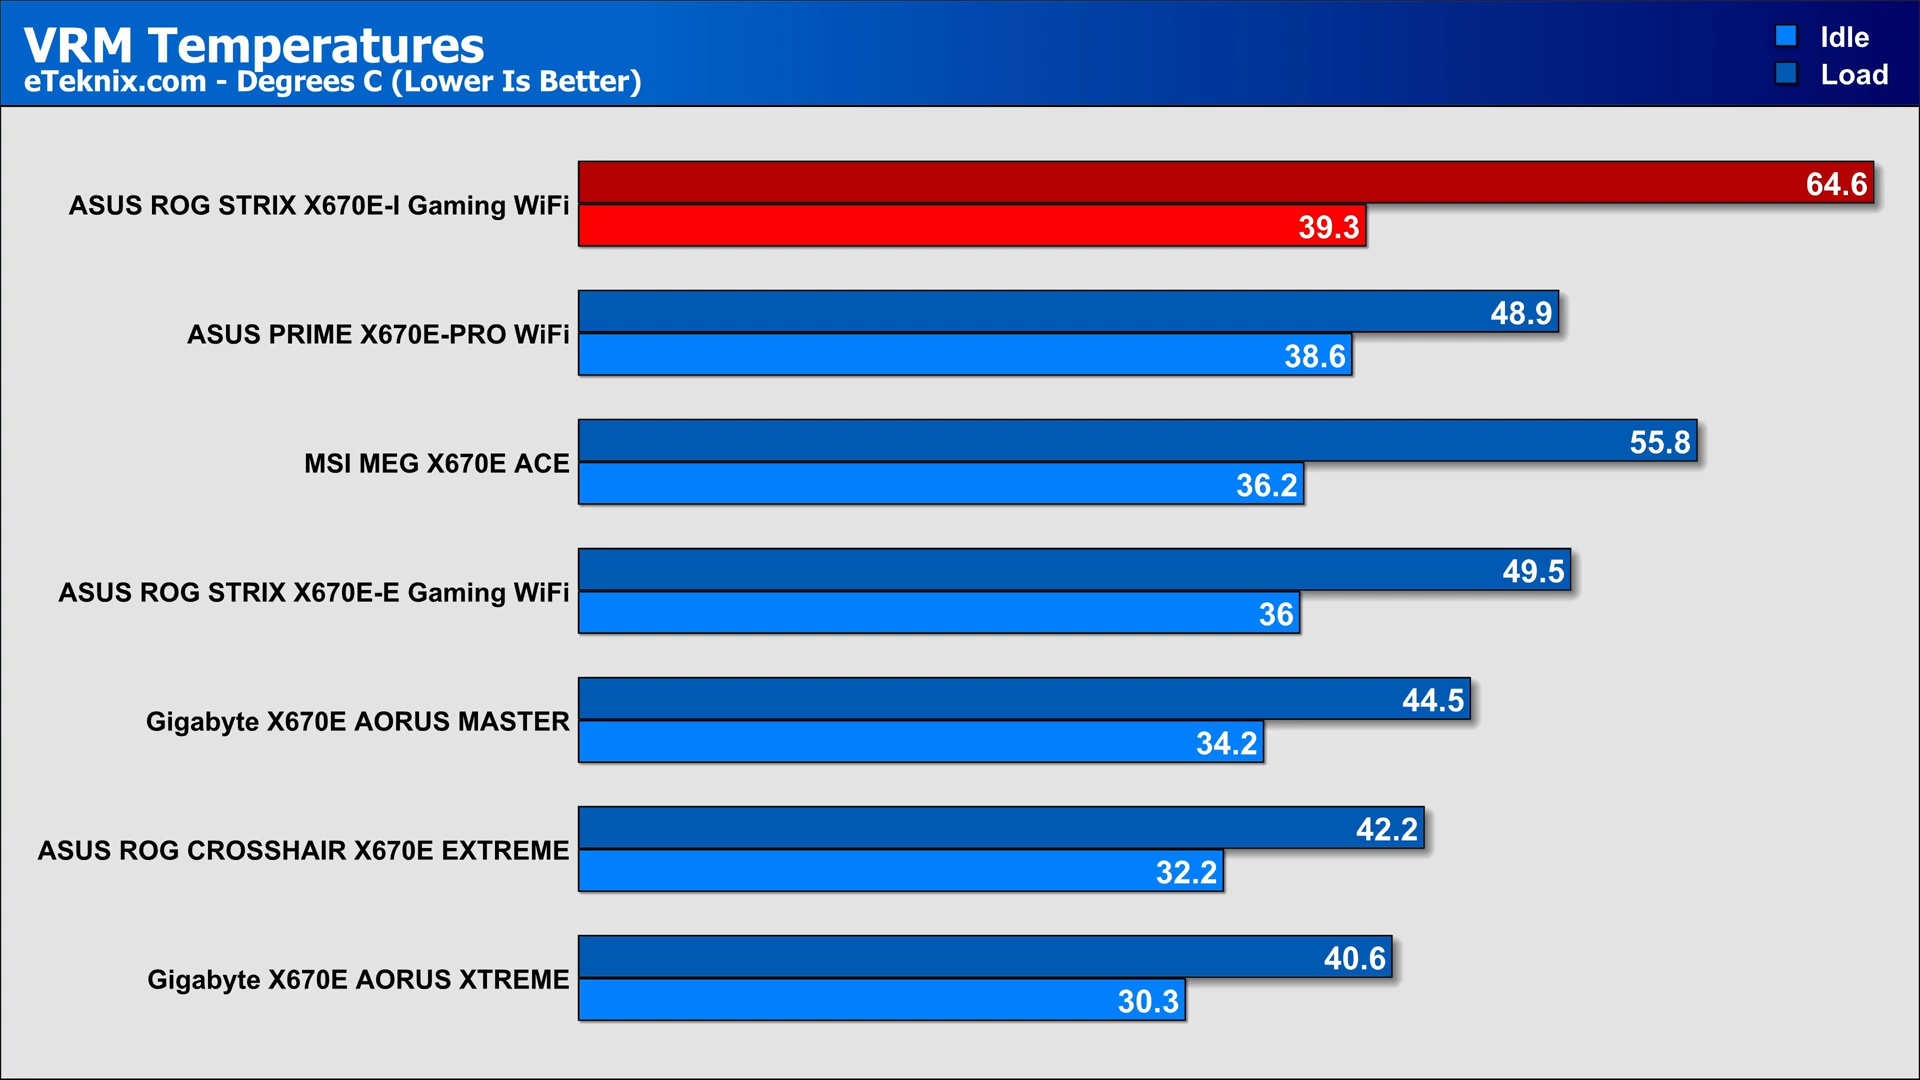 VRM Temperatures
eTeknix.com - Degrees C (Lower Is Better)
Idle
Load
ASUS ROG STRIX X670E-I Gaming WiFi
64.6
39.3
ASUS PRIME X670E-PRO WiFi
48.9
38.6
MSI MEG X670E ACE
55.8
36.2
ASUS ROG STRIX X670E-E Gaming WiFi
49.5
36
Gigabyte X670E AORUS MASTER
44.5
34.2
ASUS ROG CROSSHAIR X670E EXTREME
42.2
32.2
Gigabyte X670E AORUS XTREME
40.6
30.3